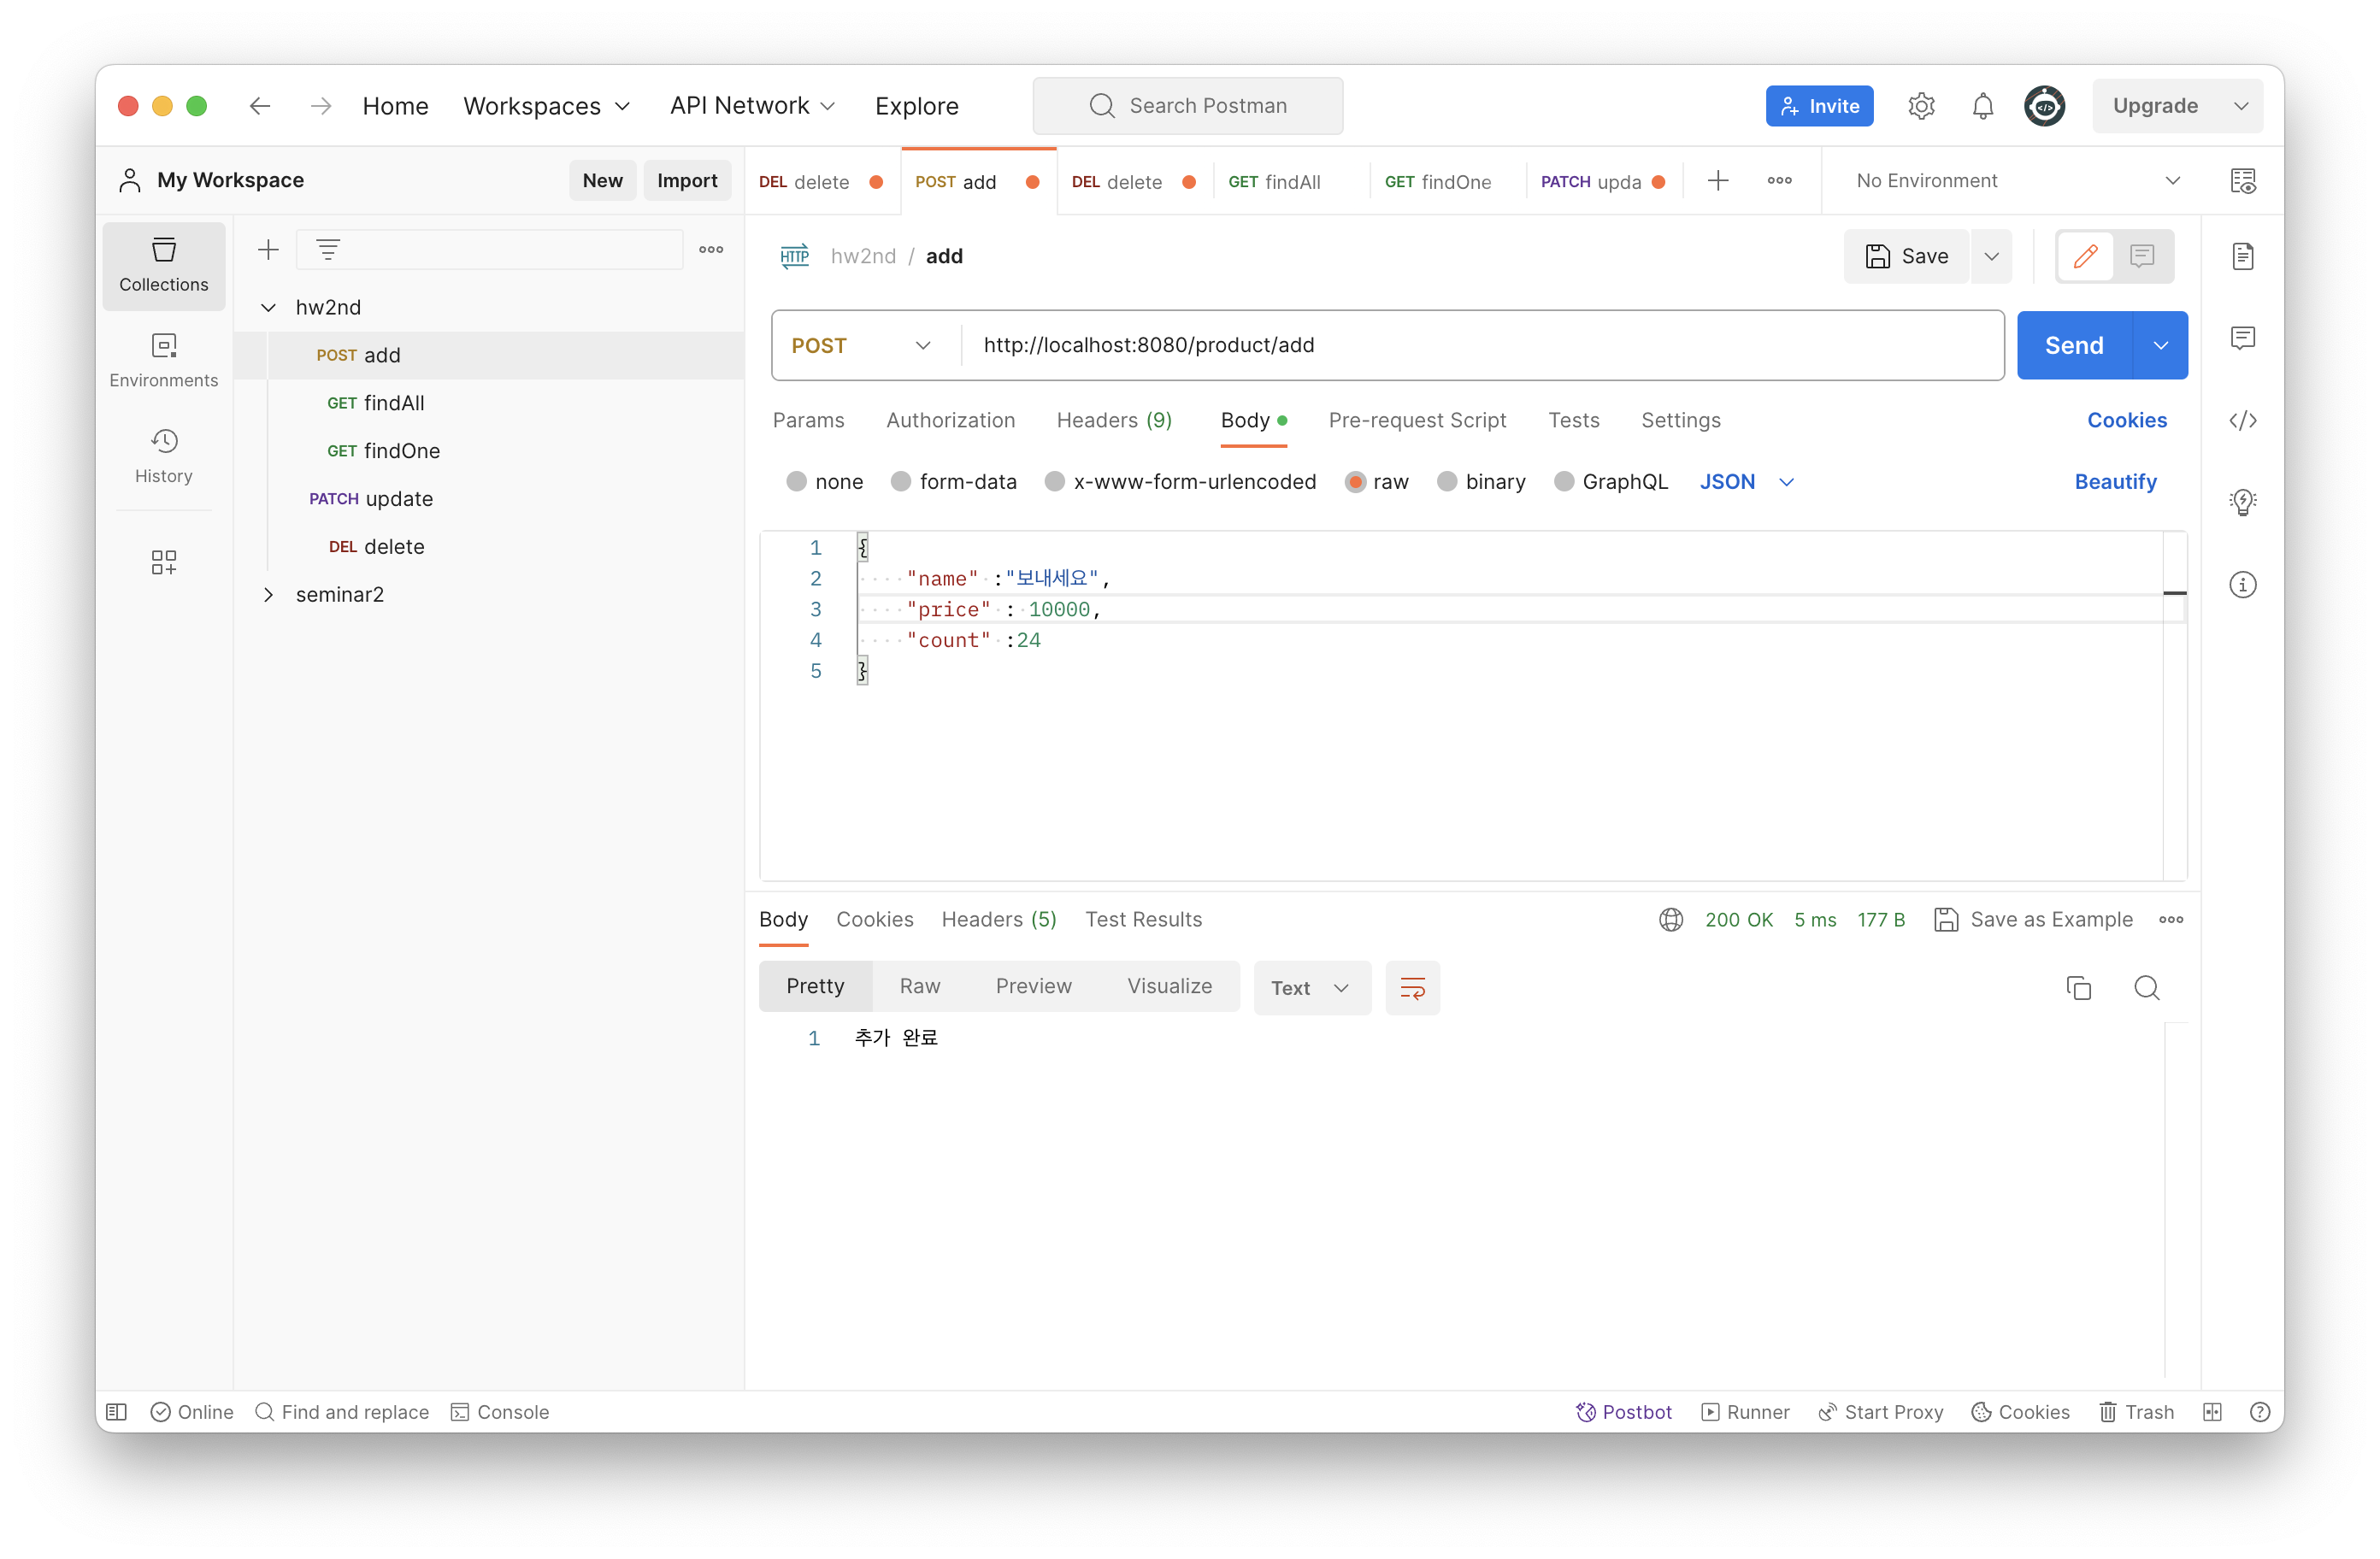 Home Workspaces API Network Explore Search Postman Invite Upgrade
My Workspace New Import
DEL delete POST add DEL delete GET findAll GET findOne PATCH upda No Environment
Collections
Environments
History
hw2nd
POST add
GET findAll
GET findOne
PATCH update
DEL delete
seminar2
HTTP hw2nd / add Save
POST http://localhost:8080/product/add Send
Params Authorization Headers (9) Body Pre-request Script Tests Settings Cookies
none form-data x-www-form-urlencoded raw binary GraphQL JSON Beautify
1 {
2 "name" :"보내세요",
3 "price" : 10000,
4 "count" :24
5 }
Body Cookies Headers (5) Test Results 200 OK 5 ms 177 B Save as Example
Pretty Raw Preview Visualize Text
1 추가 완료
Online Find and replace Console Postbot Runner Start Proxy Cookies Trash